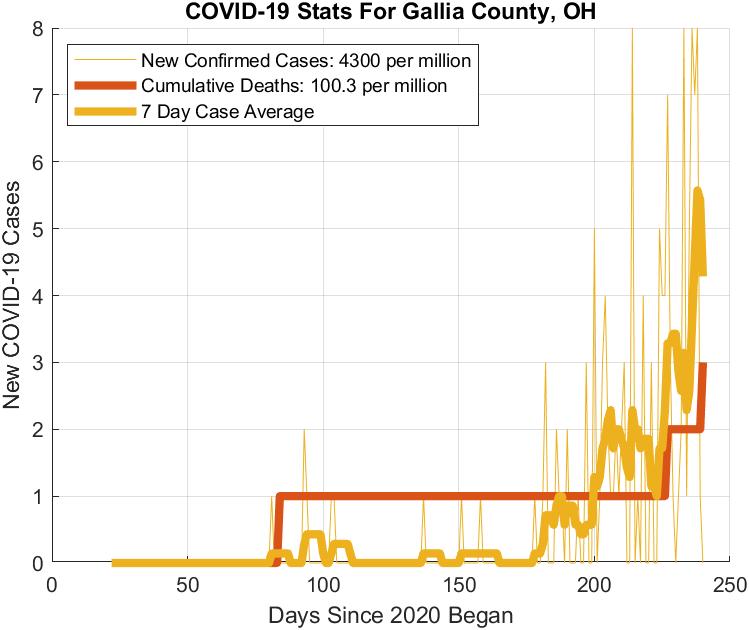 COVID-19 Stats For Gallia County, OH
New Confirmed Cases: 4300 per million
Cumulative Deaths: 100.3 per million
7 Day Case Average
New COVID-19 Cases
8
7
6
5
4
3
2
1
0
0 50 100 150 200 250
Days Since 2020 Began